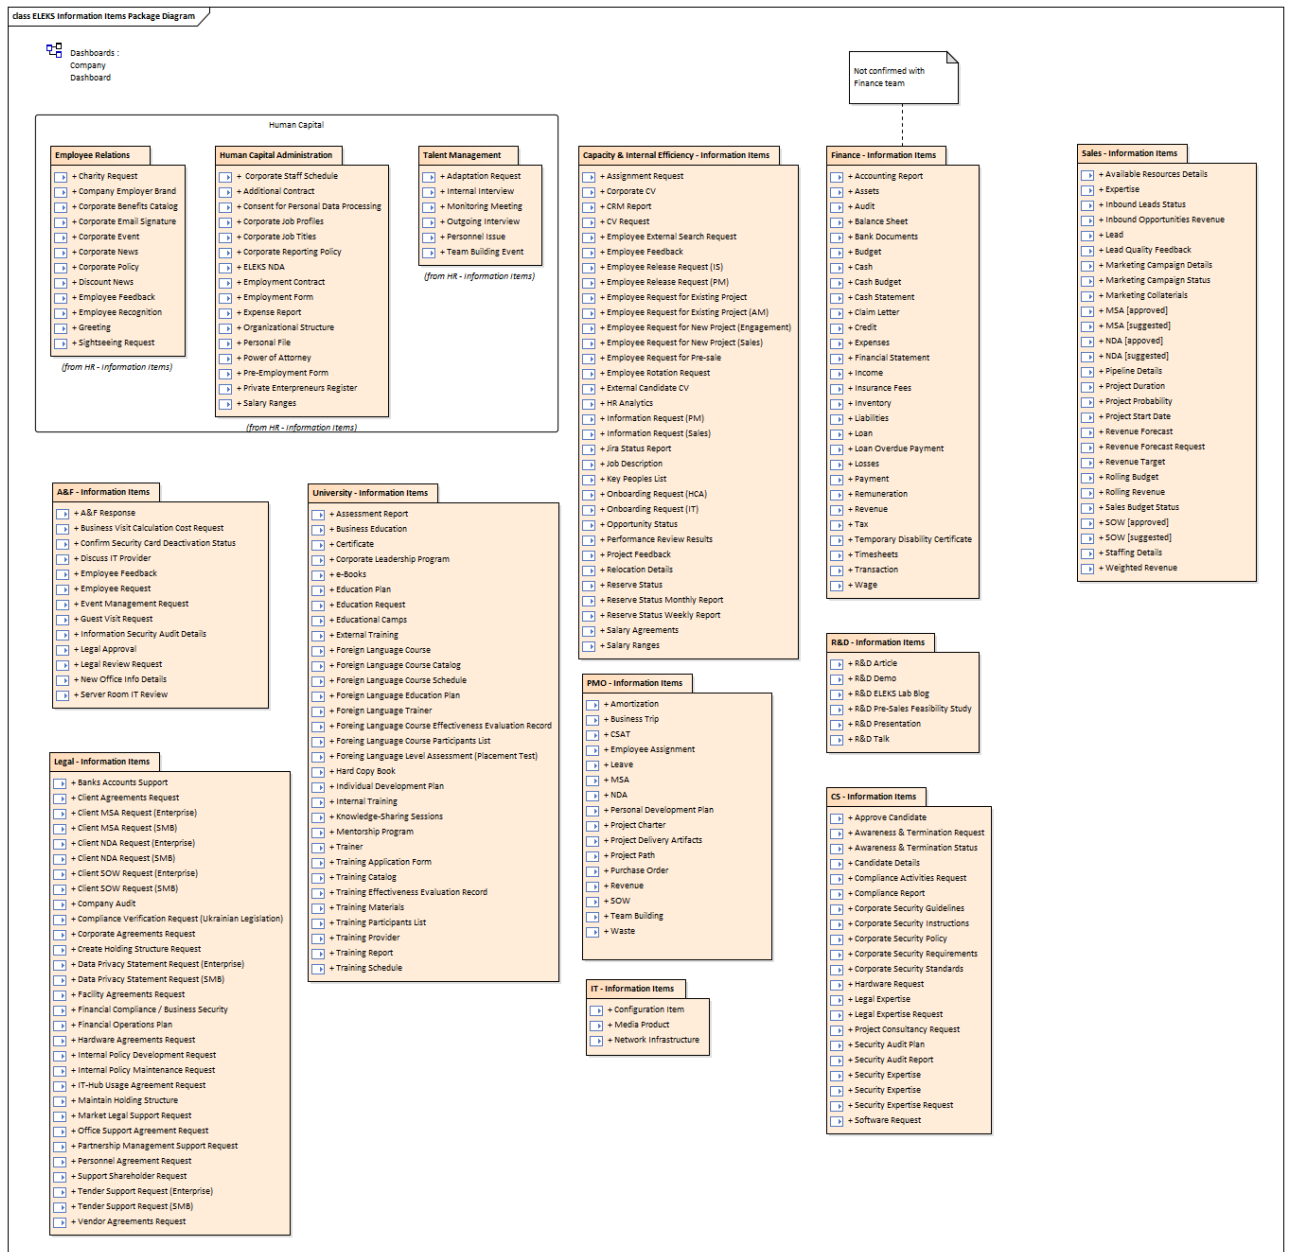 class ELEKS Information Items Package Diagram
Dashboards :
Company
Dashboard
Not confirmed with
Finance team
Human Capital
Employee Relations
+ Charity Request
+ Company Employer Brand
+ Corporate Benefits Catalog
+ Corporate Email Signature
+ Corporate Event
+ Corporate News
+ Corporate Policy
+ Discount News
+ Employee Feedback
+ Employee Recognition
+ Greeting
+ Sightseeing Request
(from HR - Information Items)
Human Capital Administration
+ Corporate Staff Schedule
+ Additional Contract
+ Consent for Personal Data Processing
+ Corporate Job Profiles
+ Corporate Job Titles
+ Corporate Reporting Policy
+ ELEKS NDA
+ Employment Contract
+ Employment Form
+ Expense Report
+ Organizational Structure
+ Personal File
+ Power of Attorney
+ Pre-Employment Form
+ Private Enterpreneurs Register
+ Salary Ranges
(from HR - Information Items)
Talent Management
+ Adaptation Request
+ Internal Interview
+ Monitoring Meeting
+ Outgoing Interview
+ Personnel Issue
+ Team Building Event
(from HR - Information Items)
Capacity & Internal Efficiency - Information Items
+ Assignment Request
+ Corporate CV
+ CRM Report
+ CV Request
+ Employee External Search Request
+ Employee Feedback
+ Employee Release Request (IS)
+ Employee Release Request (PM)
+ Employee Request for Existing Project
+ Employee Request for Existing Project (AM)
+ Employee Request for New Project (Engagement)
+ Employee Request for New Project (Sales)
+ Employee Request for Pre-sale
+ Employee Rotation Request
+ External Candidate CV
+ HR Analytics
+ Information Request (PM)
+ Information Request (Sales)
+ Jira Status Report
+ Job Description
+ Key Peoples List
+ Onboarding Request (HCA)
+ Onboarding Request (IT)
+ Opportunity Status
+ Performance Review Results
+ Project Feedback
+ Relocation Details
+ Reserve Status
+ Reserve Status Monthly Report
+ Reserve Status Weekly Report
+ Salary Agreements
+ Salary Ranges
Finance - Information Items
+ Accounting Report
+ Assets
+ Audit
+ Balance Sheet
+ Bank Documents
+ Budget
+ Cash
+ Cash Budget
+ Cash Statement
+ Claim Letter
+ Credit
+ Expenses
+ Financial Statement
+ Income
+ Insurance Fees
+ Inventory
+ Liabilities
+ Loan
+ Loan Overdue Payment
+ Losses
+ Payment
+ Remuneration
+ Revenue
+ Tax
+ Temporary Disability Certificate
+ Timesheets
+ Transaction
+ Wage
Sales - Information Items
+ Available Resources Details
+ Expertise
+ Inbound Leads Status
+ Inbound Opportunities Revenue
+ Lead
+ Lead Quality Feedback
+ Marketing Campaign Details
+ Marketing Campaign Status
+ Marketing Collaterials
+ MSA [approved]
+ MSA [suggested]
+ NDA [appoved]
+ NDA [suggested]
+ Pipeline Details
+ Project Duration
+ Project Probability
+ Project Start Date
+ Revenue Forecast
+ Revenue Forecast Request
+ Revenue Target
+ Rolling Budget
+ Rolling Revenue
+ Sales Budget Status
+ SOW [approved]
+ SOW [suggested]
+ Staffing Details
+ Weighted Revenue
A&F - Information Items
+ A&F Response
+ Business Visit Calculation Cost Request
+ Confirm Security Card Deactivation Status
+ Discuss IT Provider
+ Employee Feedback
+ Employee Request
+ Event Management Request
+ Guest Visit Request
+ Information Security Audit Details
+ Legal Approval
+ Legal Review Request
+ New Office Info Details
+ Server Room IT Review
University - Information Items
+ Assessment Report
+ Business Education
+ Certificate
+ Corporate Leadership Program
+ e-Books
+ Education Plan
+ Education Request
+ Educational Camps
+ External Training
+ Foreign Language Course
+ Foreign Language Course Catalog
+ Foreign Language Course Schedule
+ Foreign Language Education Plan
+ Foreign Language Trainer
+ Foreing Language Course Effectiveness Evaluation Record
+ Foreing Language Course Participants List
+ Foreing Language Level Assessment (Placement Test)
+ Hard Copy Book
+ Individual Development Plan
+ Internal Training
+ Knowledge-Sharing Sessions
+ Mentorship Program
+ Trainer
+ Training Application Form
+ Training Catalog
+ Training Effectiveness Evaluation Record
+ Training Materials
+ Training Participants List
+ Training Provider
+ Training Report
+ Training Schedule
R&D - Information Items
+ R&D Article
+ R&D Demo
+ R&D ELEKS Lab Blog
+ R&D Pre-Sales Feasibility Study
+ R&D Presentation
+ R&D Talk
PMO - Information Items
+ Amortization
+ Business Trip
+ CSAT
+ Employee Assignment
+ Leave
+ MSA
+ NDA
+ Personal Development Plan
+ Project Charter
+ Project Delivery Artifacts
+ Project Path
+ Purchase Order
+ Revenue
+ SOW
+ Team Building
+ Waste
Legal - Information Items
+ Banks Accounts Support
+ Client Agreements Request
+ Client MSA Request (Enterprise)
+ Client MSA Request (SMB)
+ Client NDA Request (Enterprise)
+ Client NDA Request (SMB)
+ Client SOW Request (Enterprise)
+ Client SOW Request (SMB)
+ Company Audit
+ Compliance Verification Request (Ukrainian Legislation)
+ Corporate Agreements Request
+ Create Holding Structure Request
+ Data Privacy Statement Request (Enterprise)
+ Data Privacy Statement Request (SMB)
+ Facility Agreements Request
+ Financial Compliance / Business Security
+ Financial Operations Plan
+ Hardware Agreements Request
+ Internal Policy Development Request
+ Internal Policy Maintenance Request
+ IT-Hub Usage Agreement Request
+ Maintain Holding Structure
+ Market Legal Support Request
+ Office Support Agreement Request
+ Partnership Management Support Request
+ Personnel Agreement Request
+ Support Shareholder Request
+ Tender Support Request (Enterprise)
+ Tender Support Request (SMB)
+ Vendor Agreements Request
CS - Information Items
+ Approve Candidate
+ Awareness & Termination Request
+ Awareness & Termination Status
+ Candidate Details
+ Compliance Activities Request
+ Compliance Report
+ Corporate Security Guidelines
+ Corporate Security Instructions
+ Corporate Security Policy
+ Corporate Security Requirements
+ Corporate Security Standards
+ Hardware Request
+ Legal Expertise
+ Legal Expertise Request
+ Project Consultancy Request
+ Security Audit Plan
+ Security Audit Report
+ Security Expertise
+ Security Expertise
+ Security Expertise Request
+ Software Request
IT - Information Items
+ Configuration Item
+ Media Product
+ Network Infrastructure